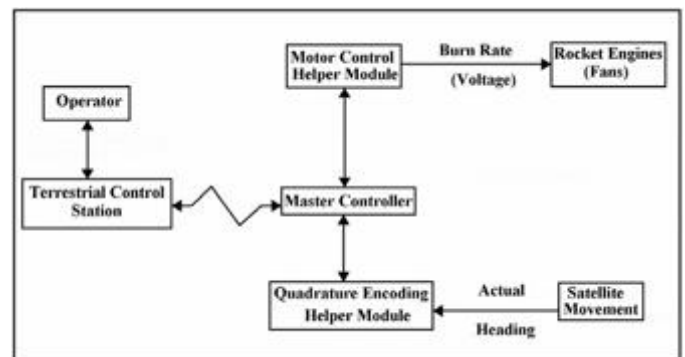 Motor Control
Helper Module
Burn Rate
(Voltage)
Rocket Engines
(Fans)
Operator
Terrestrial Control
Station
Master Controller
Quadrature Encoding
Helper Module
Actual
Heading
Satellite
Movement